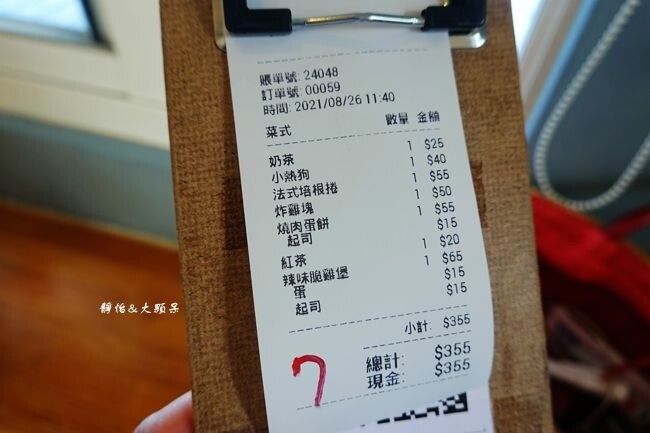 賬單號: 24048
訂單號: 00059
時間: 2021/08/26 11:40
菜式 數量 金額
奶茶 1 $25
小熱狗 1 $40
法式培根捲 1 $55
炸雞塊 1 $50
燒肉蛋餅 1 $55
起司 $15
紅茶 1 $20
辣味脆雞堡 1 $65
蛋 $15
起司 $15
小計: $355
總計: $355
現金: $355
7
靜怡&大顆呆